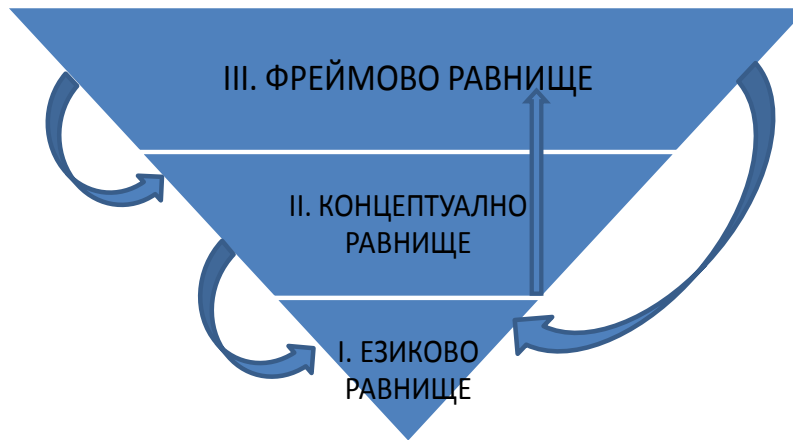 III. ФРЕЙМОВО РАВНИЩЕ
II. КОНЦЕПТУАЛНО
РАВНИЩЕ
I. ЕЗИКОВО
РАВНИЩЕ